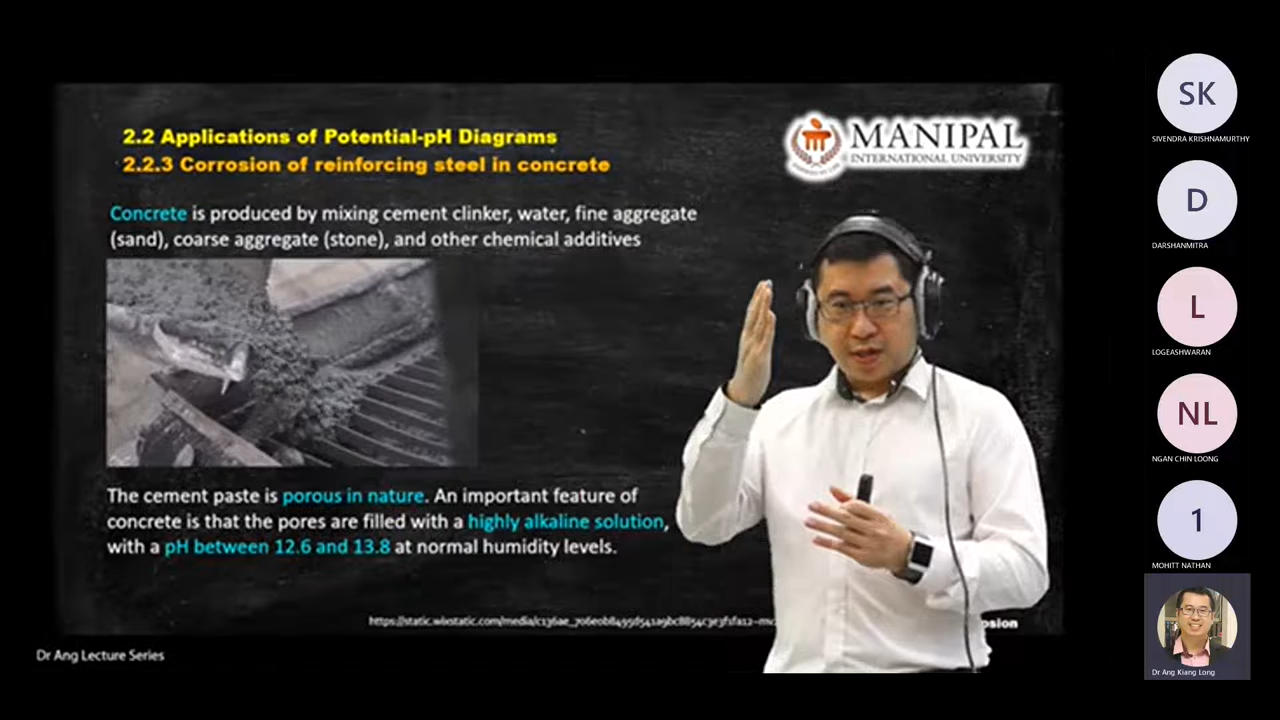 2.2 Applications of Potential-pH Diagrams
2.2.3 Corrosion of reinforcing steel in concrete
MANIPAL
INTERNATIONAL UNIVERSITY
Concrete is produced by mixing cement clinker, water, fine aggregate
(sand), coarse aggregate (stone), and other chemical additives
The cement paste is porous in nature. An important feature of
concrete is that the pores are filled with a highly alkaline solution,
with a pH between 12.6 and 13.8 at normal humidity levels.
Dr Ang Lecture Series
SK
SIVENDRA KRISHNAMURTHY
D
DARSHANMITRA
L
LOGEASHWARAN
NL
NGAN CHIN LOONG
1
MOHITT NATHAN
Dr Ang Kiang Long